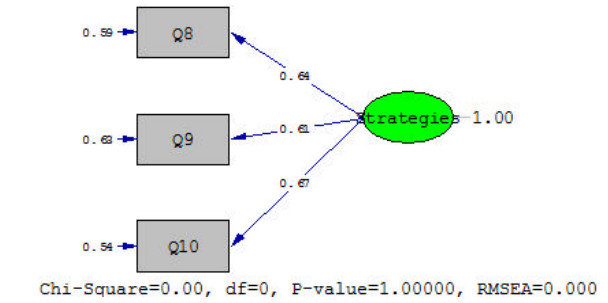 0.59 Q8
0.64
Strategies 1.00
0.61
0.63 Q9
0.67
0.54 Q10
Chi-Square=0.00, df=0, P-value=1.00000, RMSEA=0.000